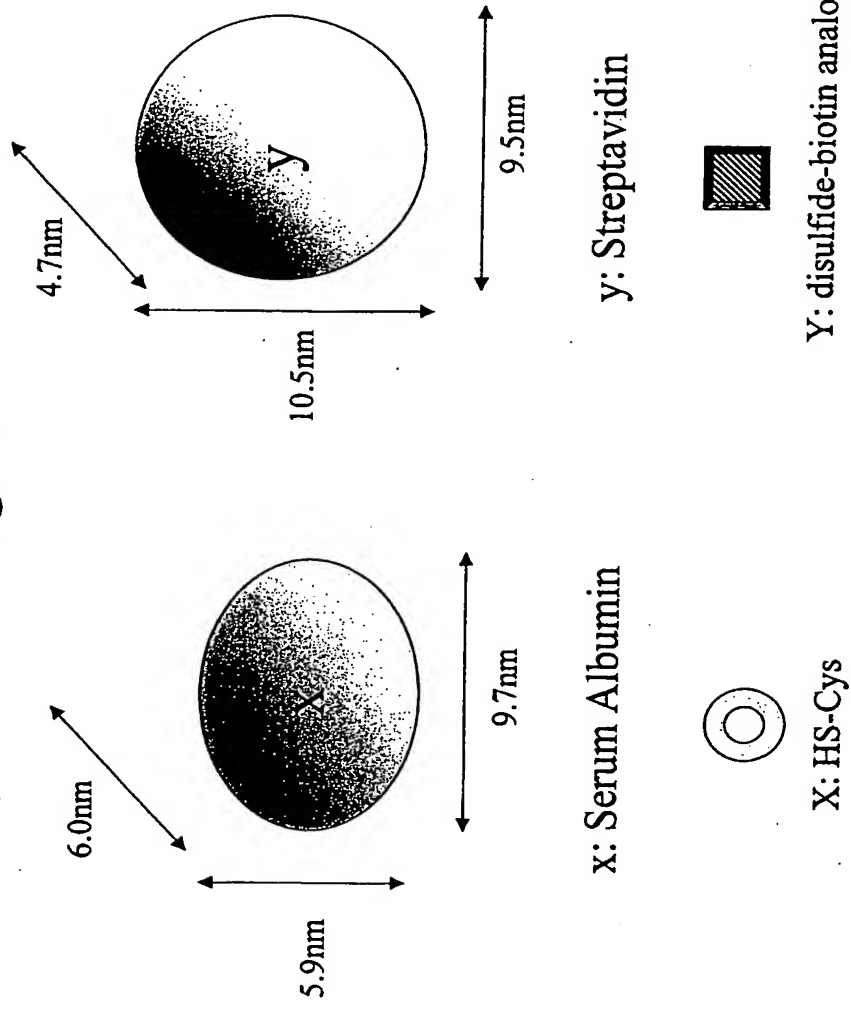 6.0nm
x
5.9nm
9.7nm
x: Serum Albumin
X: HS-Cys
4.7nm
y
10.5nm
9.5nm
y: Streptavidin
Y: disulfide-biotin analo